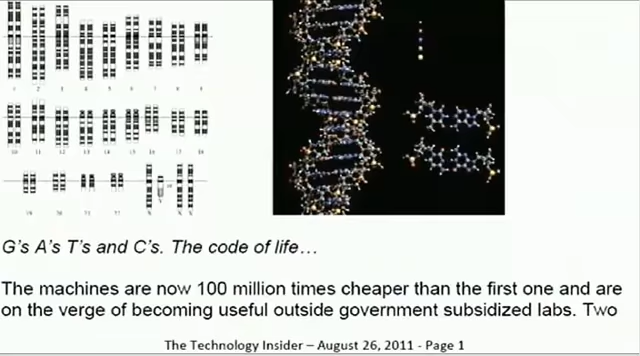 G's A's T's and C's. The code of life…
The machines are now 100 million times cheaper than the first one and are
on the verge of becoming useful outside government subsidized labs. Two
The Technology Insider – August 26, 2011 - Page 1